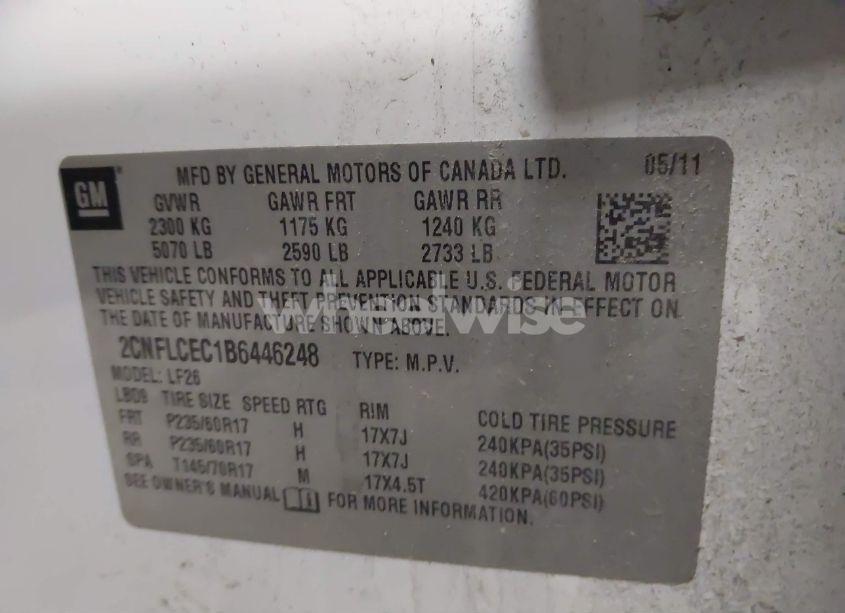 GM
MFD BY GENERAL MOTORS OF CANADA LTD. 05/11
GVWR GAWR FRT GAWR RR
2300 KG 1175 KG 1240 KG
5070 LB 2590 LB 2733 LB
THIS VEHICLE CONFORMS TO ALL APPLICABLE U.S. FEDERAL MOTOR
VEHICLE SAFETY AND THEFT PREVENTION STANDARDS IN EFFECT ON
THE DATE OF MANUFACTURE SHOWN ABOVE.
2CNFLCEC1B6446248 TYPE: M.P.V.
MODEL: LF26
LBD9 TIRE SIZE SPEED RTG RIM COLD TIRE PRESSURE
FRT P235/60R17 H 17X7J 240KPA(35PSI)
RR P235/60R17 H 17X7J 240KPA(35PSI)
SPA T145/70R17 M 17X4.5T 420KPA(60PSI)
SEE OWNER'S MANUAL FOR MORE INFORMATION.